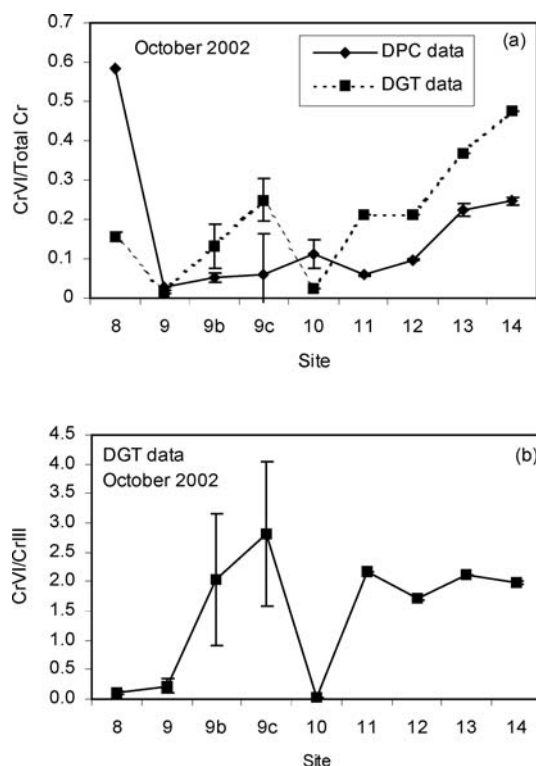 0.7
0.6
0.5
0.4
0.3
0.2
0.1
0
CrVI/Total Cr
October 2002
(a)
DPC data
DGT data
8 9 9b 9c 10 11 12 13 14
Site
4.5
4.0
3.5
3.0
2.5
2.0
1.5
1.0
0.5
0.0
CrVI/CrIII
DGT data
October 2002
(b)
8 9 9b 9c 10 11 12 13 14
Site